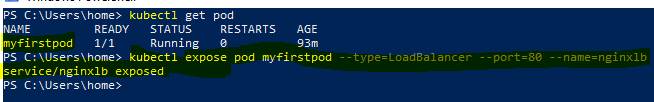 PS C:\Users\home> kubectl get pod
NAME READY STATUS RESTARTS AGE
myfirstpod 1/1 Running 0 93m
PS C:\Users\home> kubectl expose pod myfirstpod --type=LoadBalancer --port=80 --name=nginxlb
service/nginxlb exposed
PS C:\Users\home>